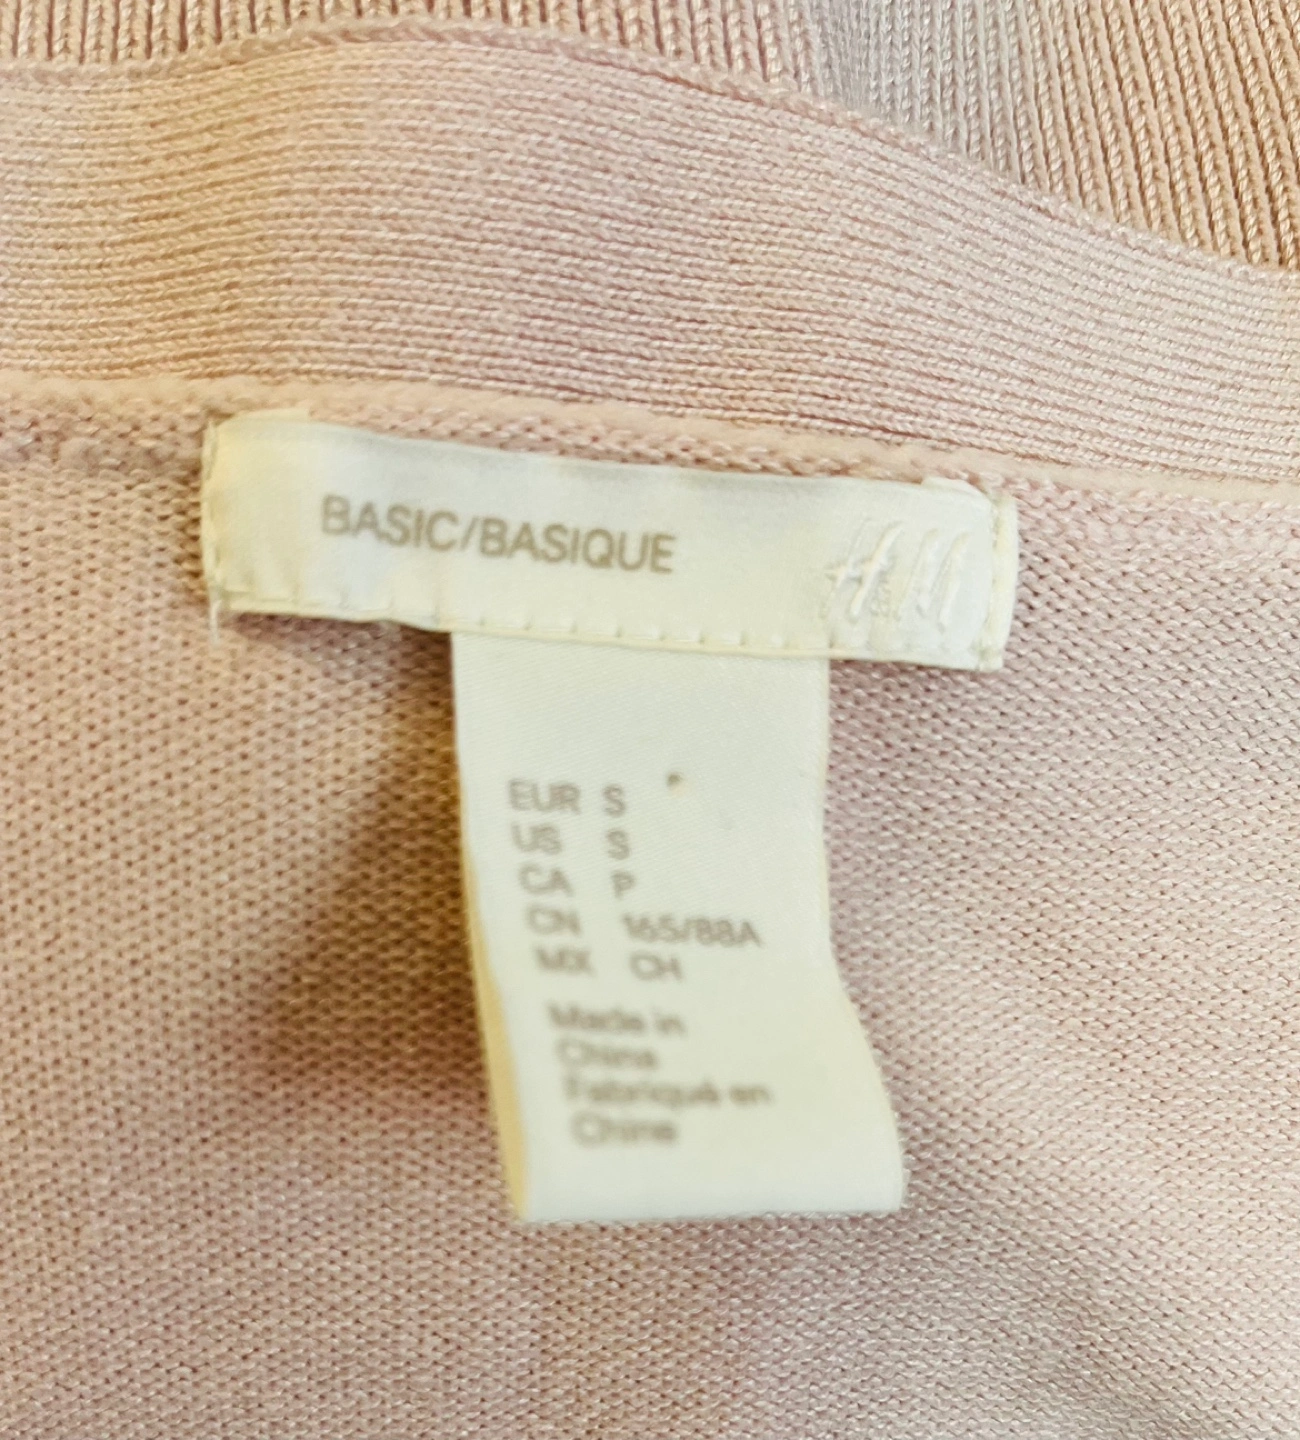 BASIC/BASIQUE H&M
EUR S
US S
CA P
CN 165/88A
MX CH
Made in
China
Fabriqué en
Chine